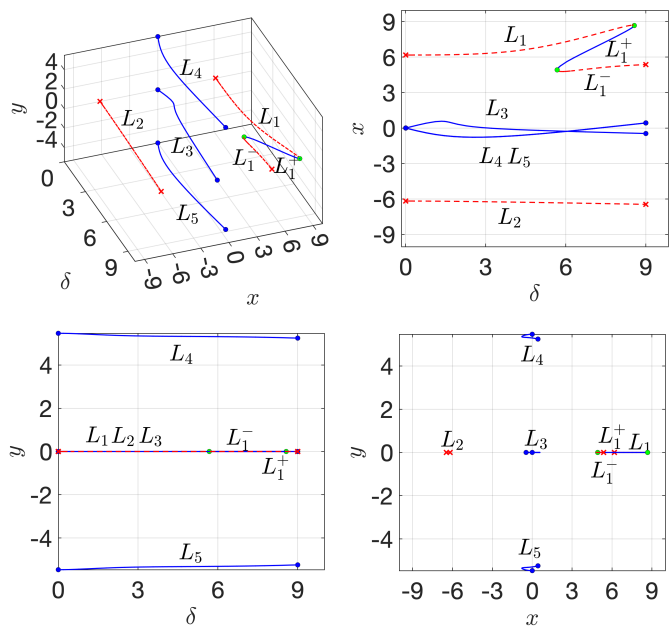 4
2
0
-2
-4
y
L₄
L₂
L₃
L₁
L₁⁻
L₁⁺
L₅
0
3
6
9
δ
-9
-6
-3
0
3
6
9
x
9
6
3
0
-3
-6
-9
x
L₁
L₁⁺
L₁⁻
L₃
L₄ L₅
L₂
0 3 6 9
δ
4
2
0
-2
-4
y
L₄
L₁ L₂ L₃ L₁⁻
L₁⁺
L₅
0 3 6 9
δ
4
2
0
-2
-4
y
L₄
L₂ L₃ L₁⁺ L₁
L₁⁻
L₅
-9 -6 -3 0 3 6 9
x